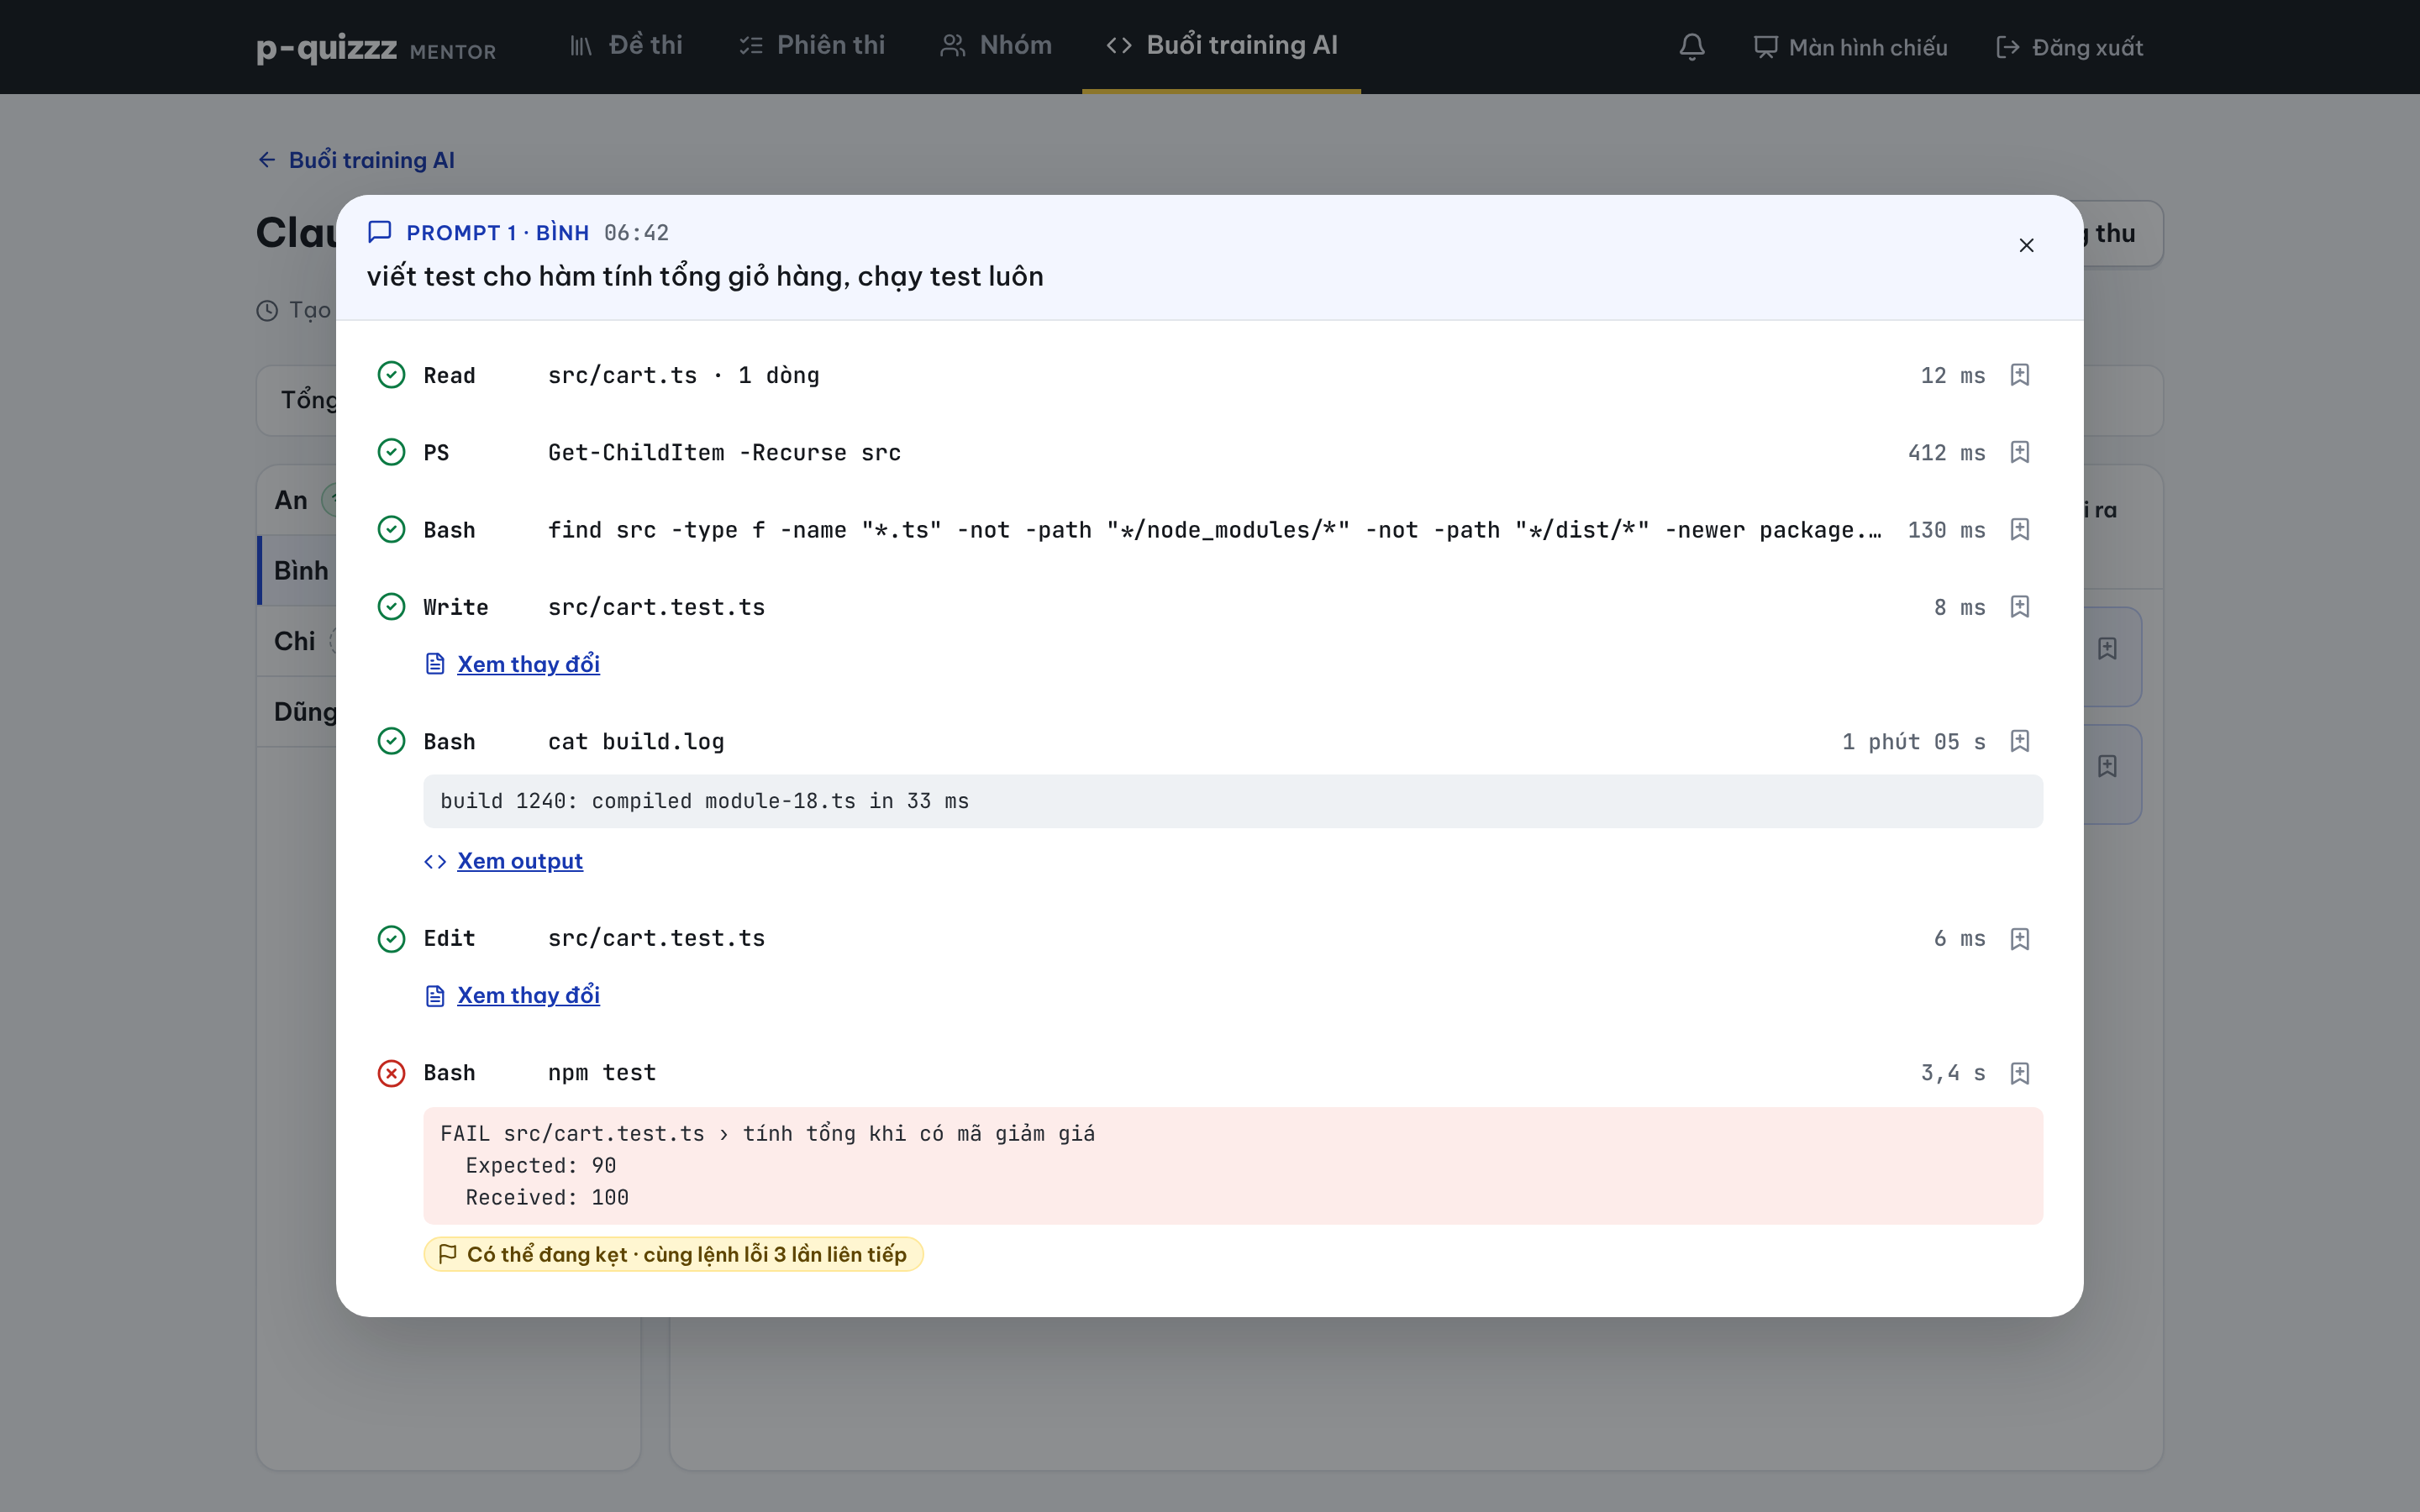 p-quizzz MENTOR
Đề thi
Phiên thi
Nhóm
Buổi training AI
Màn hình chiếu
Đăng xuất
Buổi training AI
PROMPT 1 · BÌNH 06:42
viết test cho hàm tính tổng giỏ hàng, chạy test luôn
Tạo
An
Bình
Chi
Dũng
thu
ra
Read src/cart.ts · 1 dòng 12 ms
PS Get-ChildItem -Recurse src 412 ms
Bash find src -type f -name "*.ts" -not -path "*/node_modules/*" -not -path "*/dist/*" -newer package.… 130 ms
Write src/cart.test.ts 8 ms
Xem thay đổi
Bash cat build.log 1 phút 05 s
build 1240: compiled module-18.ts in 33 ms
Xem output
Edit src/cart.test.ts 6 ms
Xem thay đổi
Bash npm test 3,4 s
FAIL src/cart.test.ts › tính tổng khi có mã giảm giá
Expected: 90
Received: 100
Có thể đang kẹt · cùng lệnh lỗi 3 lần liên tiếp